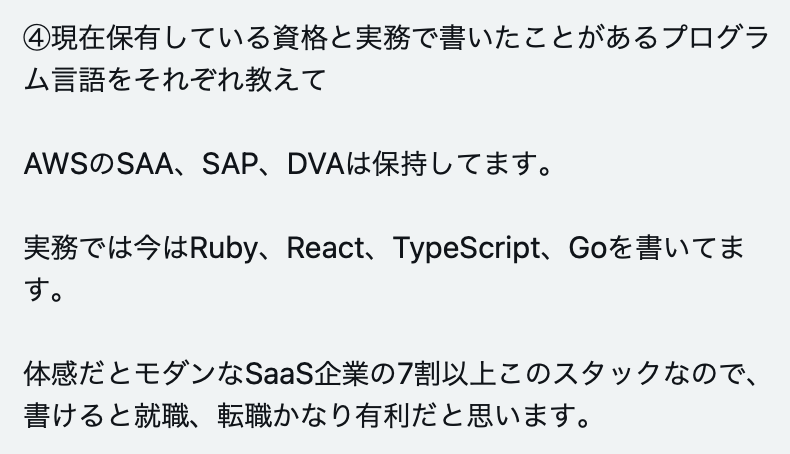 ④現在保有している資格と実務で書いたことがあるプログラ
ム言語をそれぞれ教えて
AWSのSAA、SAP、DVAは保持してます。
実務では今はRuby、React、TypeScript、Goを書いてま
す。
体感だとモダンなSaaS企業の7割以上このスタックなので、
書けると就職、転職かなり有利だと思います。